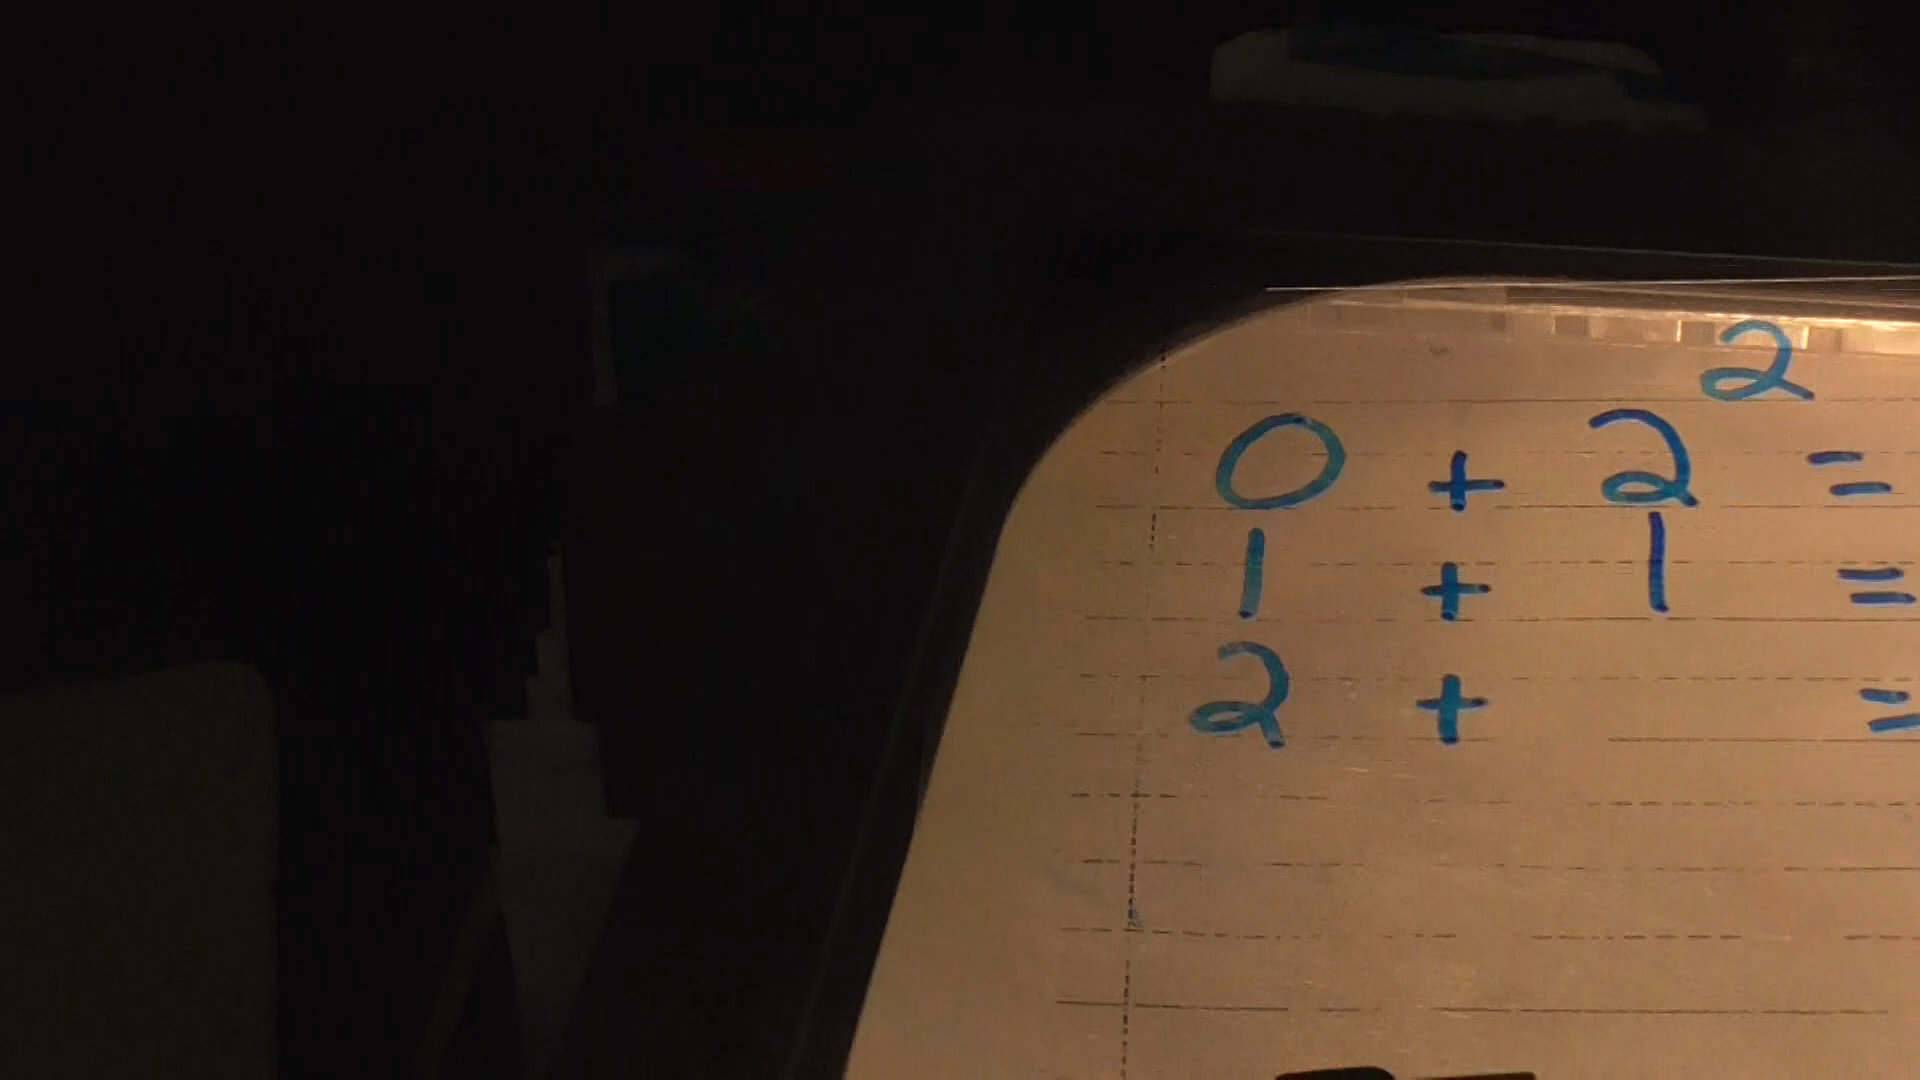 2
0 + 2 =
1 + 1 =
2 + =